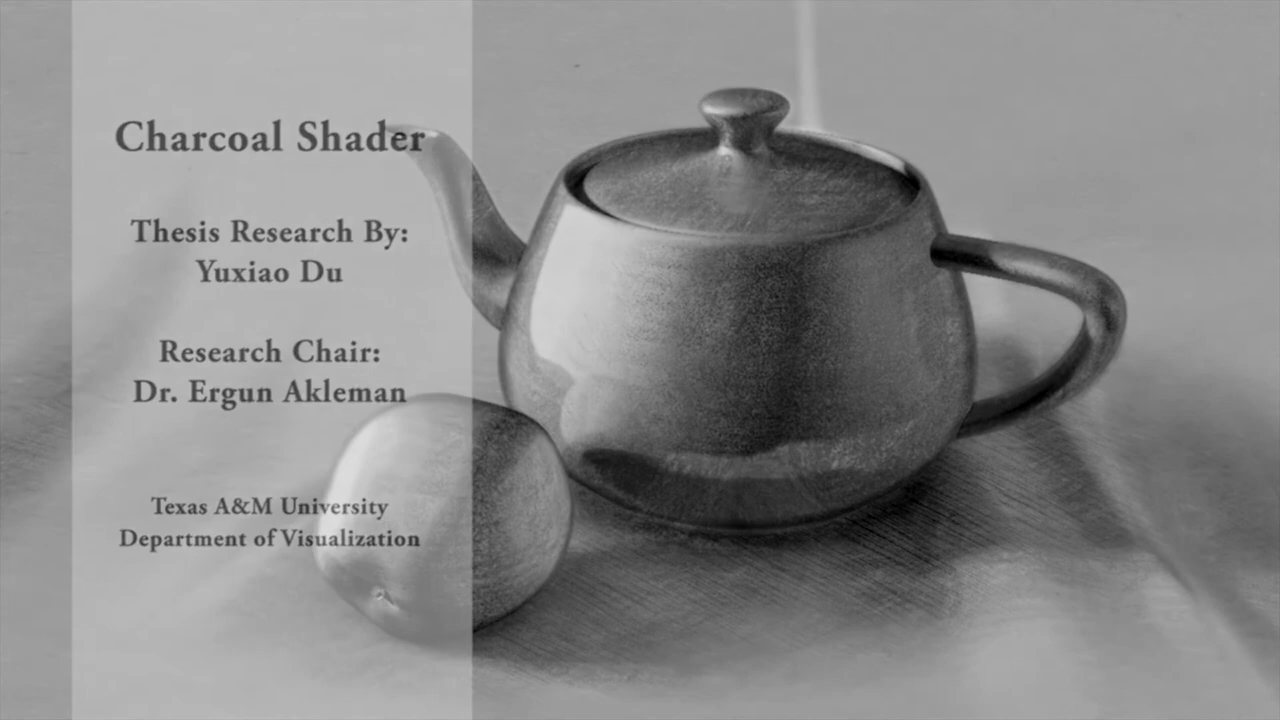 Charcoal Shader
Thesis Research By:
Yuxiao Du
Research Chair:
Dr. Ergun Akleman
Texas A&M University
Department of Visualization